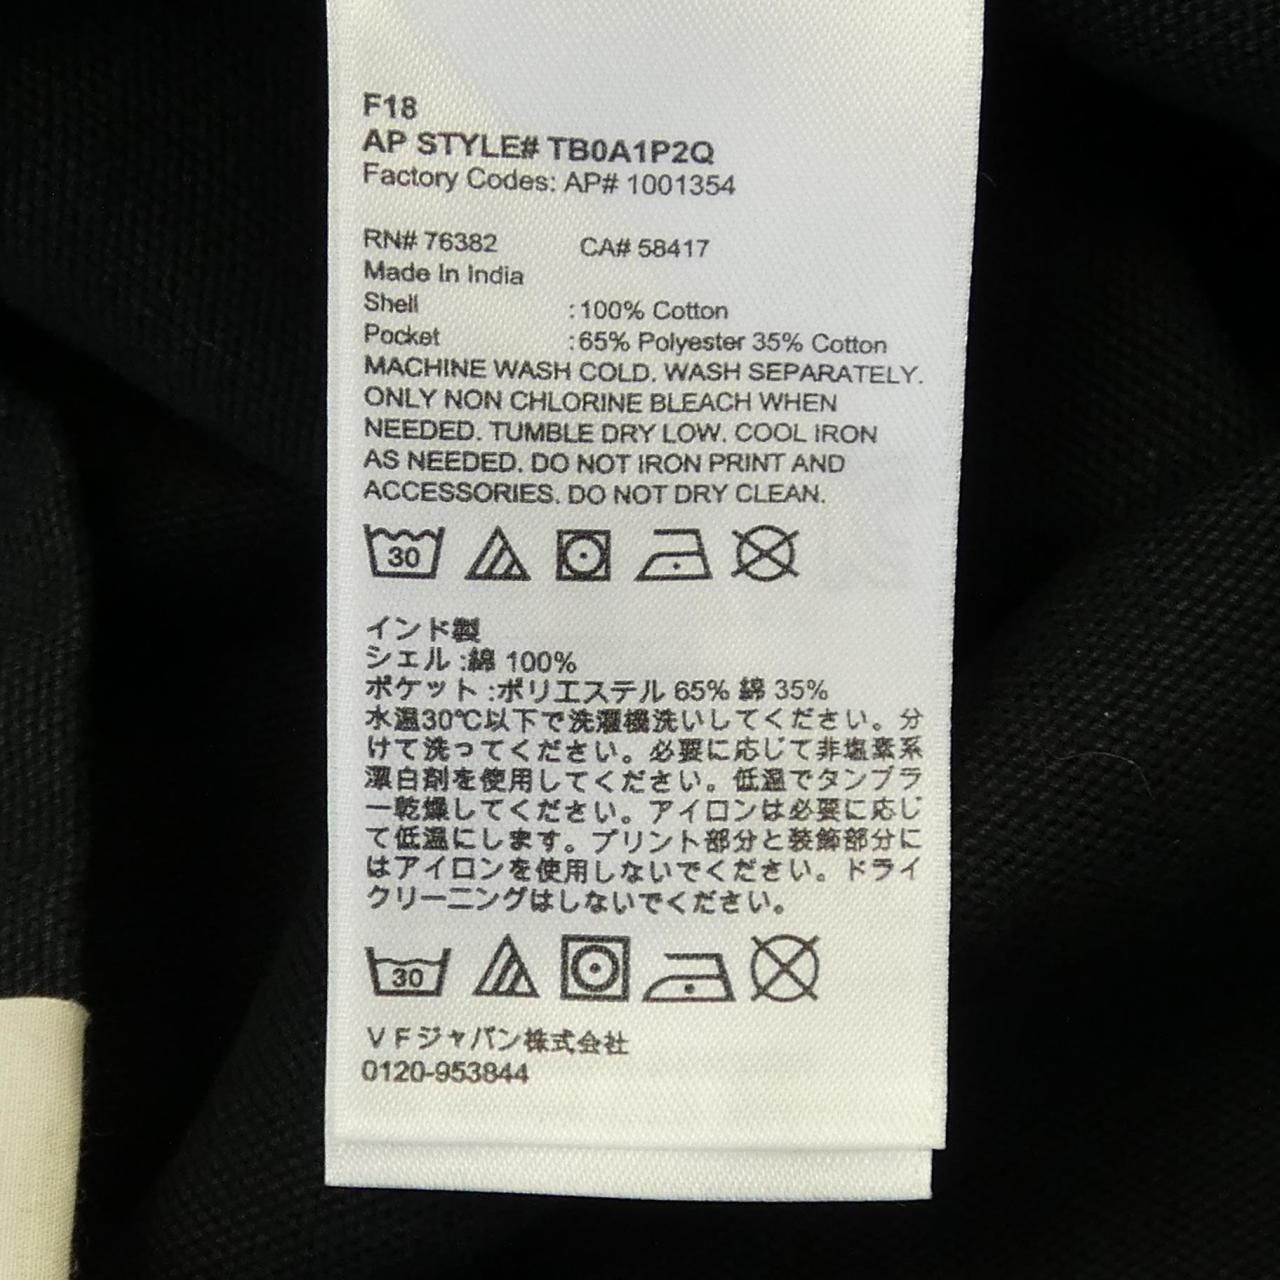 F18
AP STYLE# TB0A1P2Q
Factory Codes: AP# 1001354
RN# 76382 CA# 58417
Made In India
Shell : 100% Cotton
Pocket : 65% Polyester 35% Cotton
MACHINE WASH COLD. WASH SEPARATELY.
ONLY NON CHLORINE BLEACH WHEN
NEEDED. TUMBLE DRY LOW. COOL IRON
AS NEEDED. DO NOT IRON PRINT AND
ACCESSORIES. DO NOT DRY CLEAN.
30
インド製
シェル :綿 100%
ポケット :ポリエステル 65% 綿 35%
水温30℃以下で洗濯機洗いしてください。分
けて洗ってください。必要に応じて非塩素系
漂白剤を使用してください。低温でタンブラ
ー乾燥してください。アイロンは必要に応じ
て低温にします。プリント部分と装飾部分に
はアイロンを使用しないでください。ドライ
クリーニングはしないでください。
30
ＶＦジャパン株式会社
0120-953844